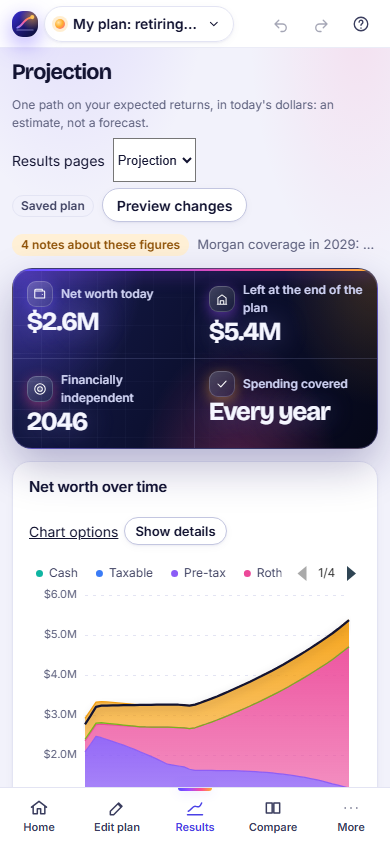 My plan: retiring...
Projection
One path on your expected returns, in today's dollars: an
estimate, not a forecast.
Results pages
Projection
Saved plan
Preview changes
4 notes about these figures
Morgan coverage in 2029: ...
Net worth today
$2.6M
Left at the end of the
plan
$5.4M
Financially
independent
2046
Spending covered
Every year
Net worth over time
Chart options
Show details
Cash
Taxable
Pre-tax
Roth
1/4
$6.0M
$5.0M
$4.0M
$3.0M
$2.0M
Home
Edit plan
Results
Compare
More